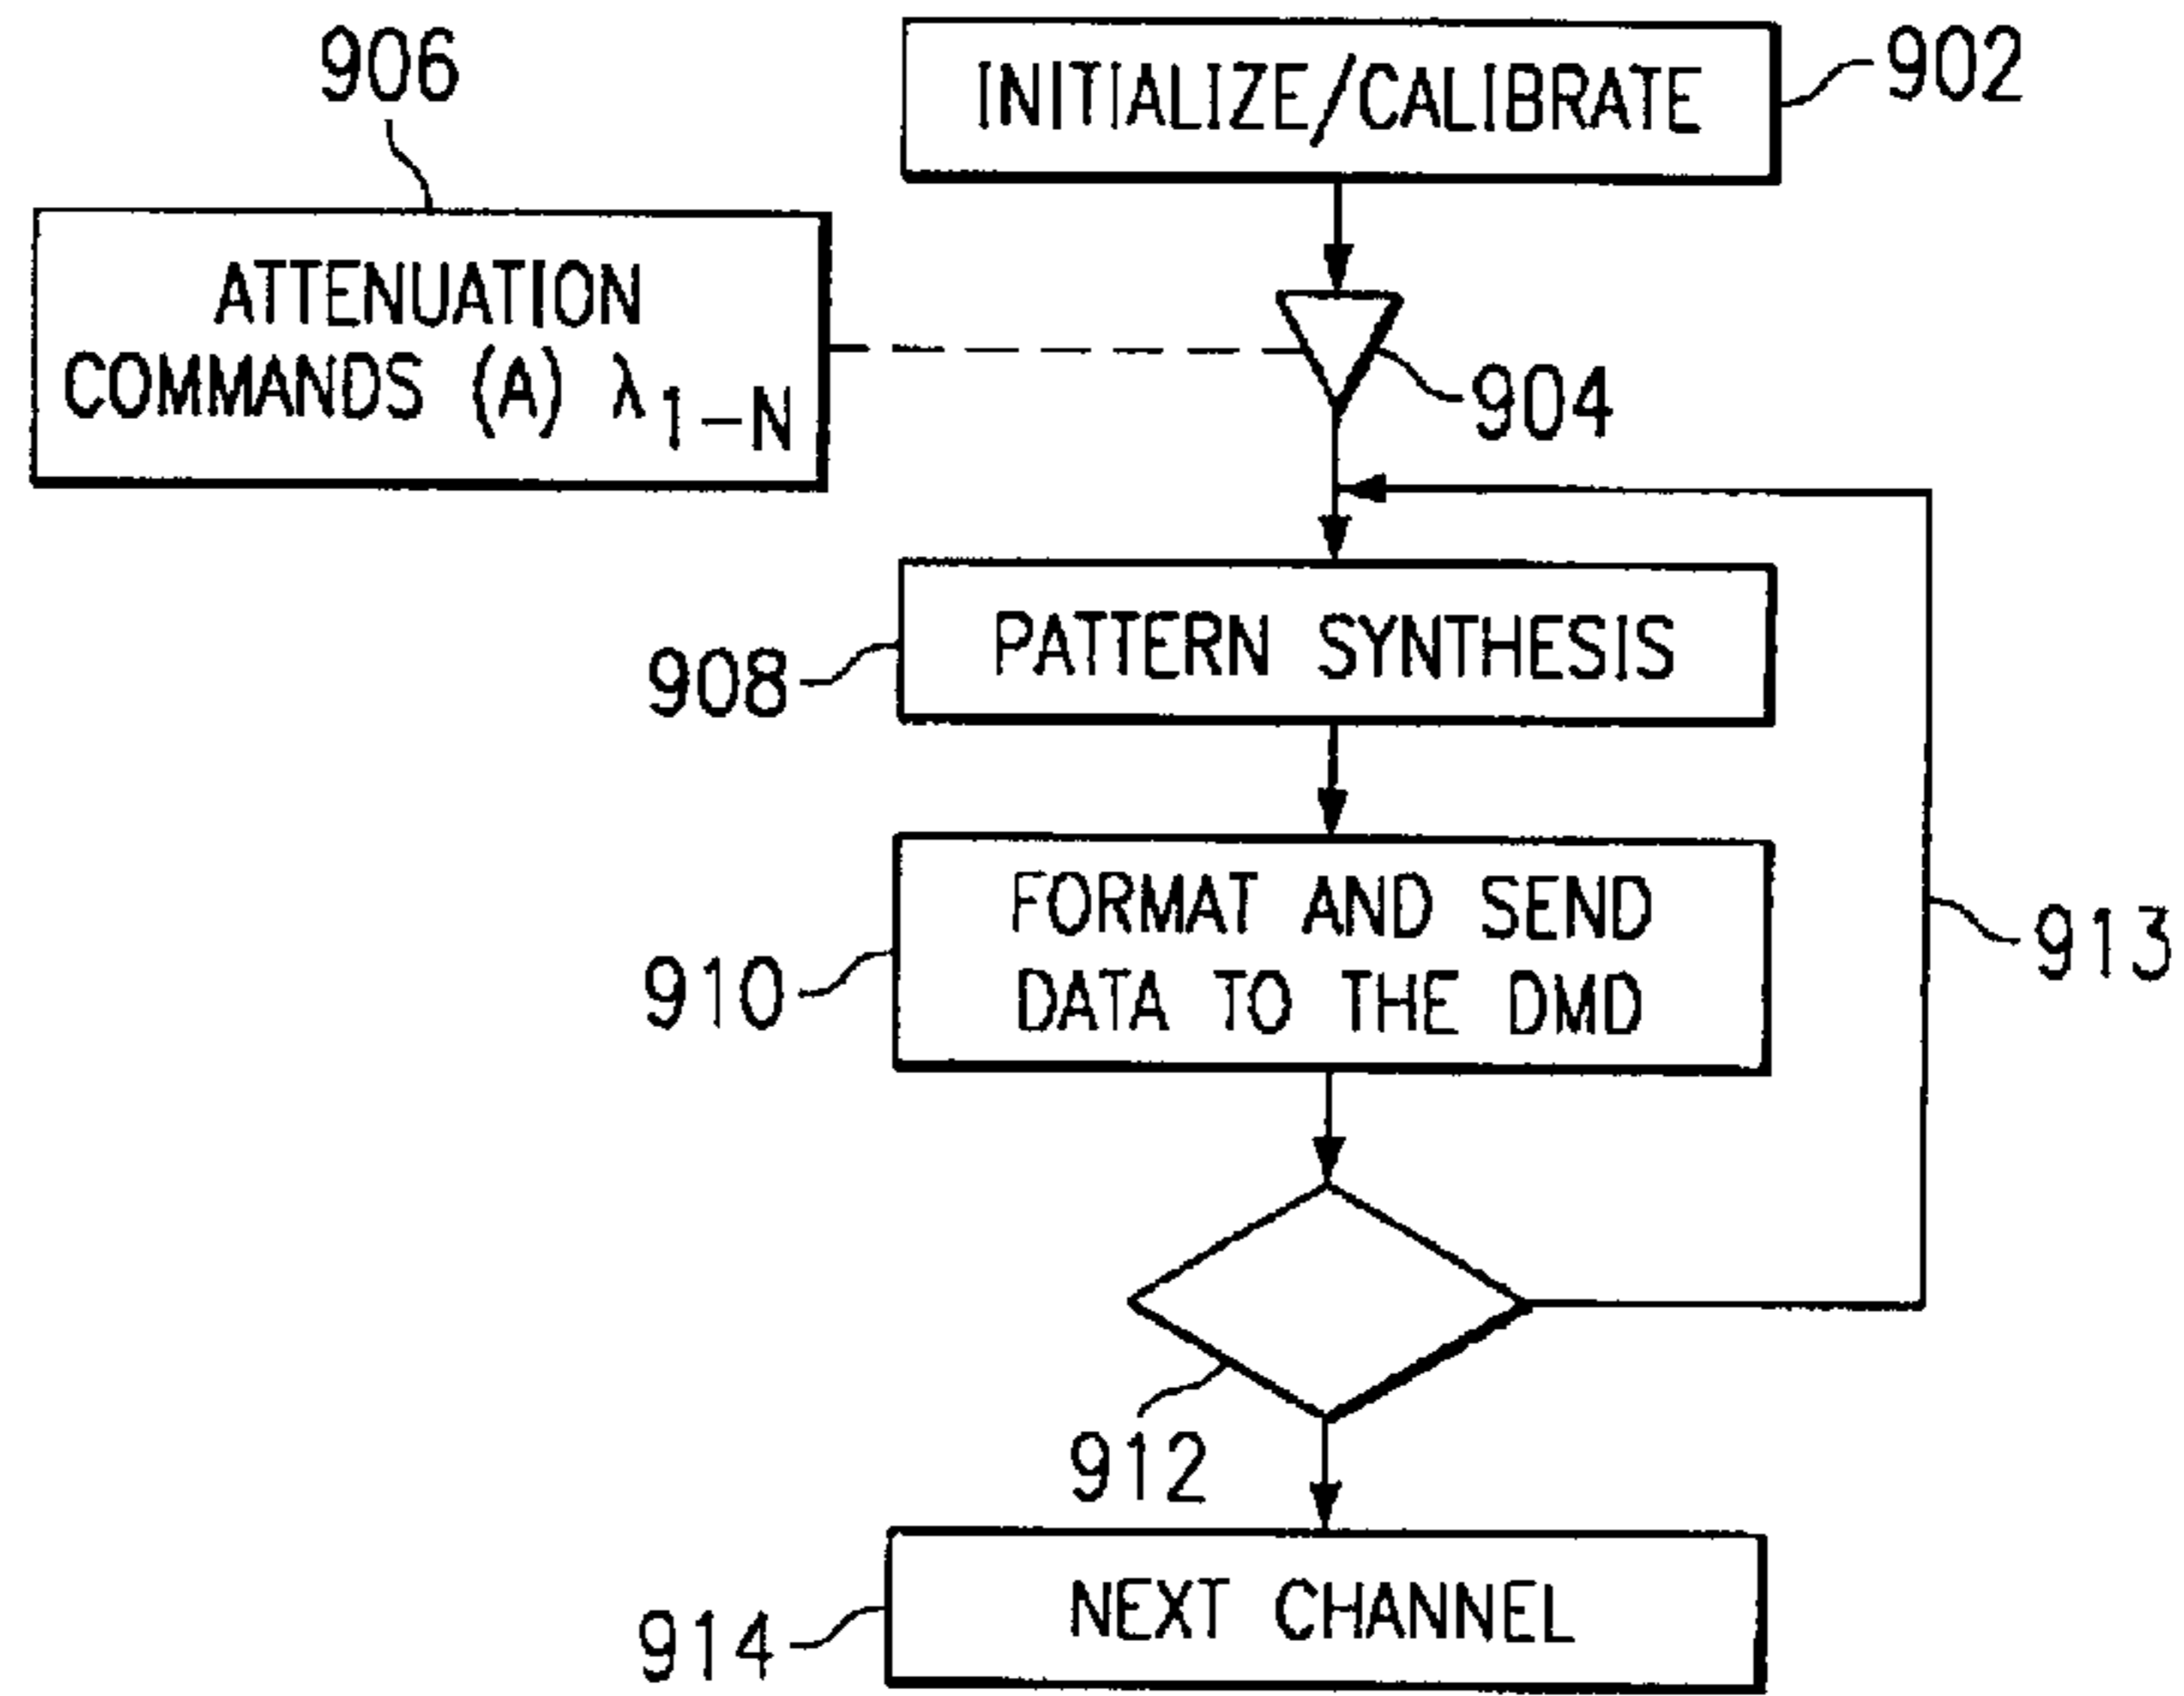 906
INITIALIZE/CALIBRATE
902
ATTENUATION
COMMANDS (A) λ1-N
904
PATTERN SYNTHESIS
908
FORMAT AND SEND
DATA TO THE DMD
910
913
912
NEXT CHANNEL
914